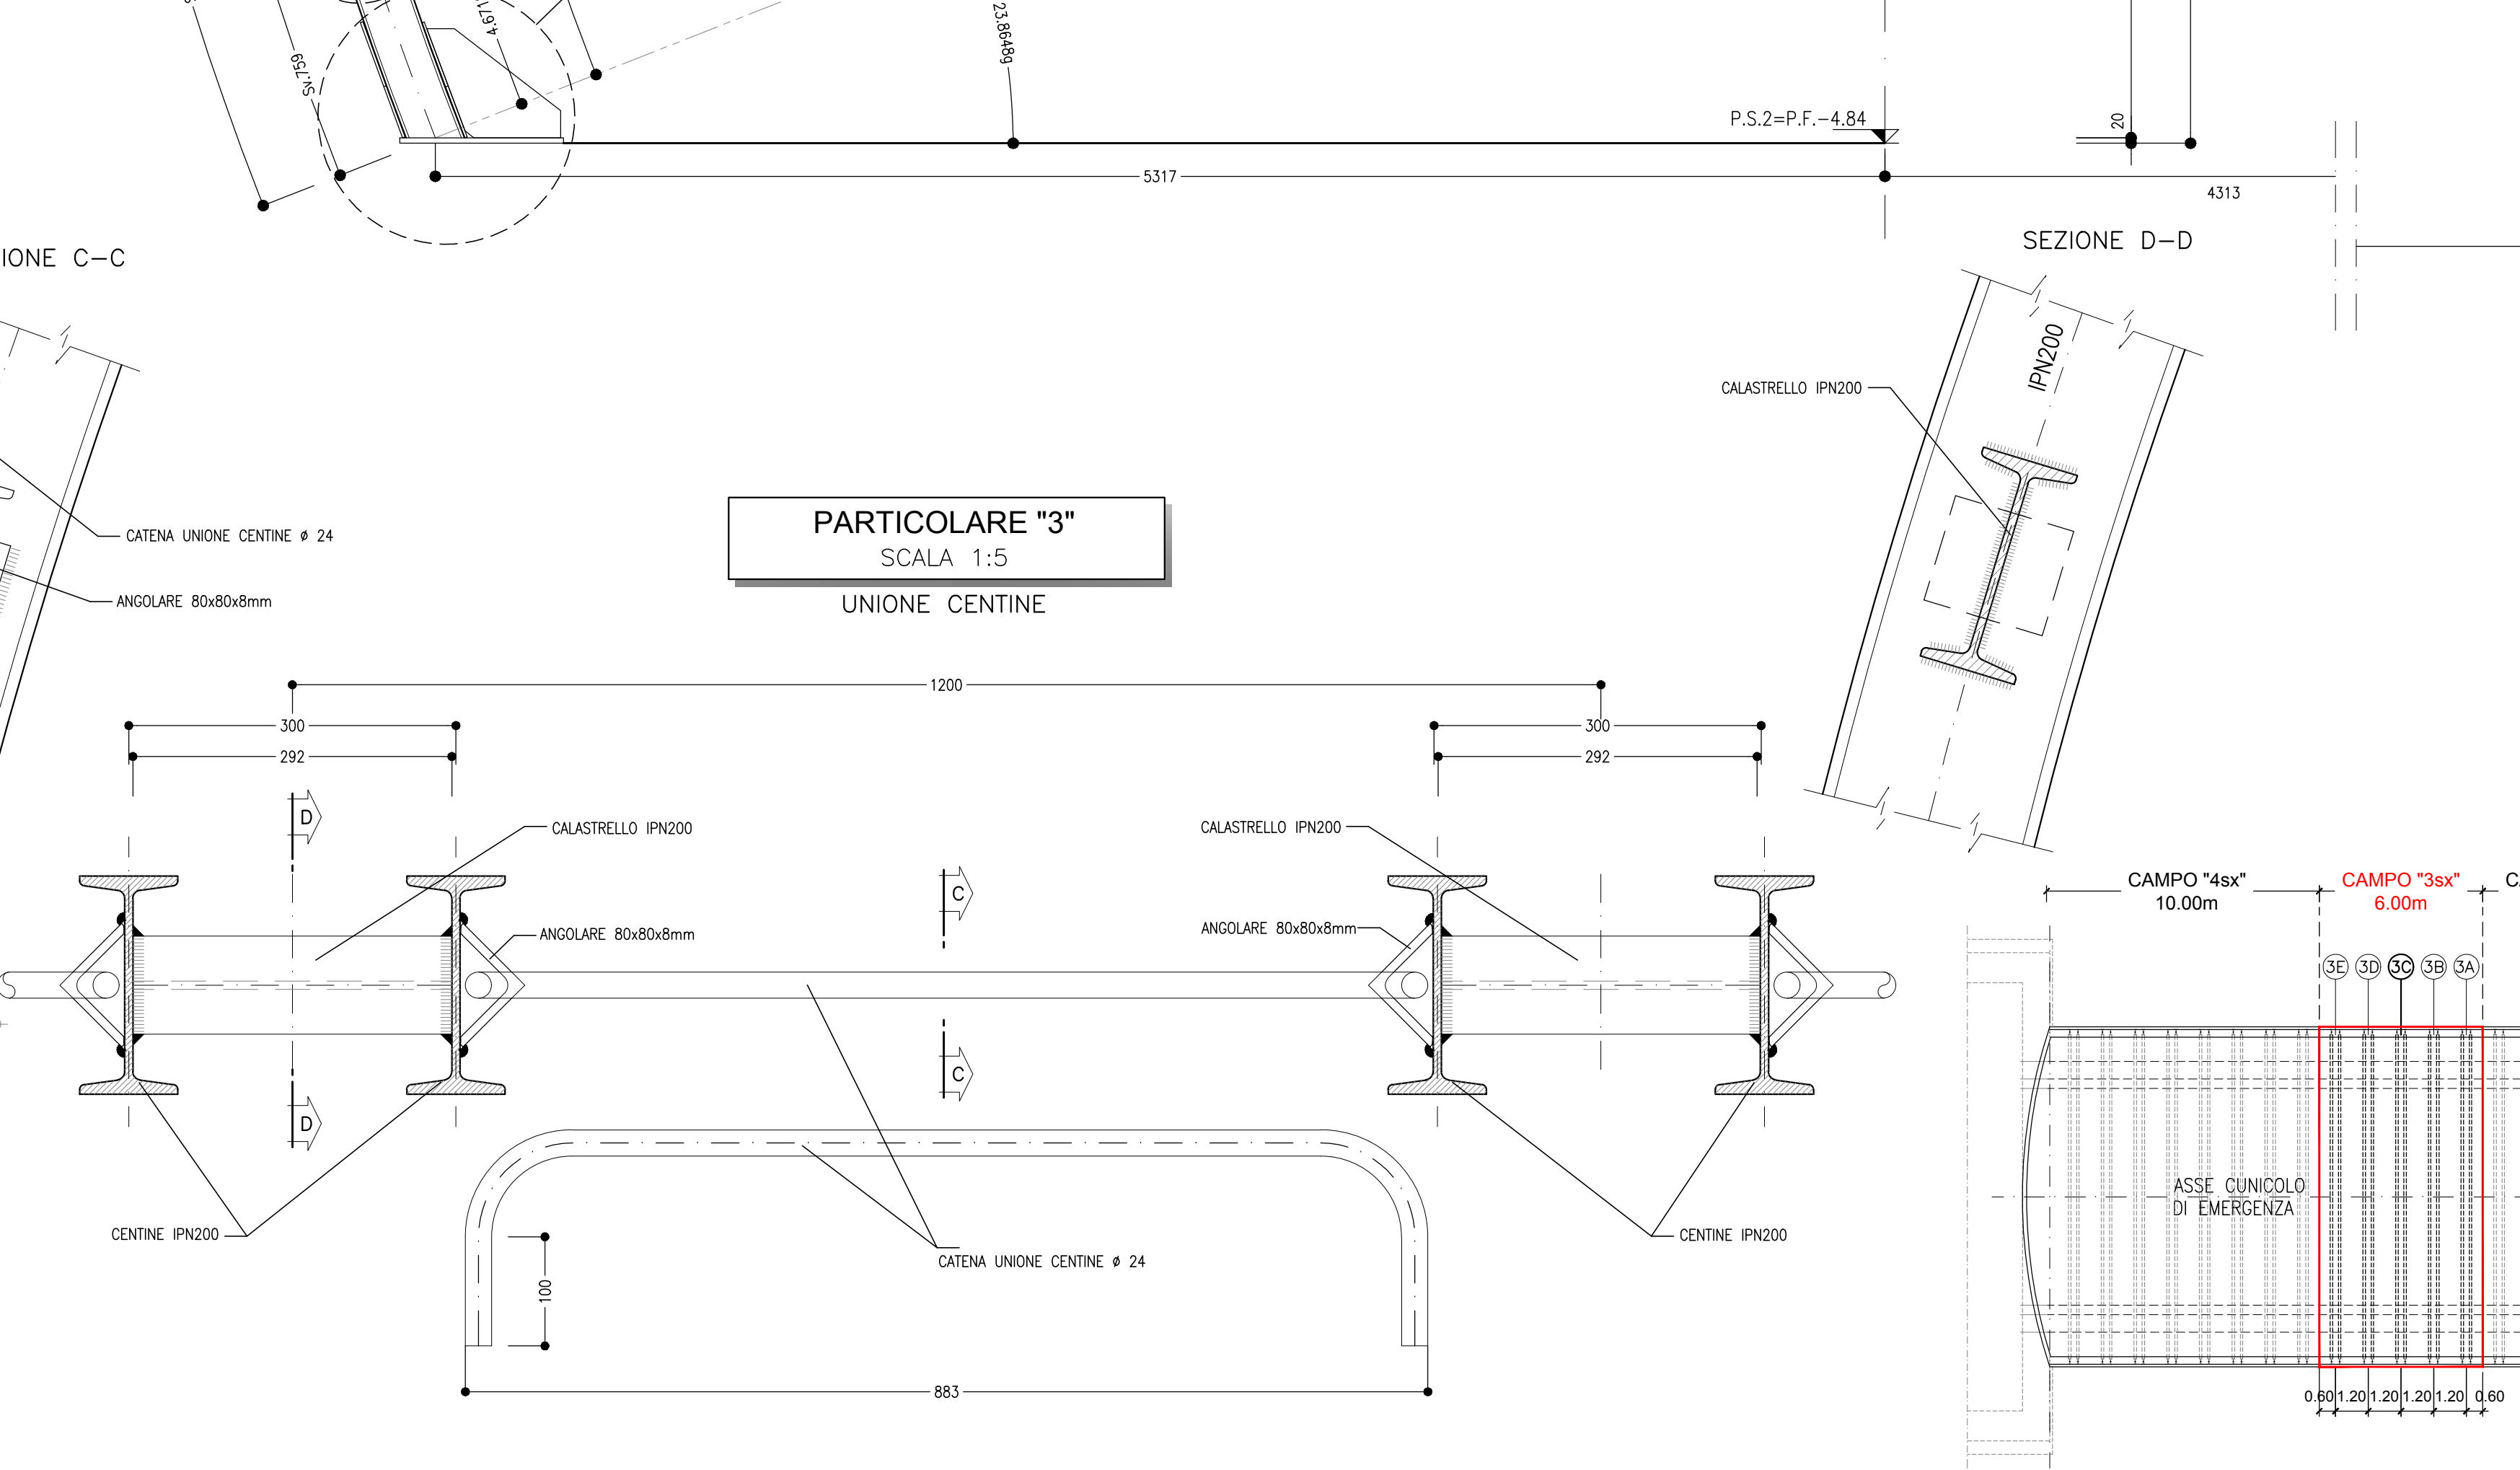 Sv.759
4.671
23.8648g
P.S.2=P.F.-4.84
20
5317
4313
IONE C-C
SEZIONE D-D
IPN200
CALASTRELLO IPN200
CATENA UNIONE CENTINE ø 24
ANGOLARE 80x80x8mm
PARTICOLARE "3"
SCALA 1:5
UNIONE CENTINE
1200
300
300
292
292
D
CALASTRELLO IPN200
CALASTRELLO IPN200
C
ANGOLARE 80x80x8mm
ANGOLARE 80x80x8mm
C
D
CENTINE IPN200
CENTINE IPN200
CATENA UNIONE CENTINE ø 24
100
883
CAMPO "4sx"
10.00m
CAMPO "3sx"
6.00m
3E 3D 3C 3B 3A
ASSE CUNICOLO
DI EMERGENZA
0.60 1.20 1.20 1.20 1.20 0.60